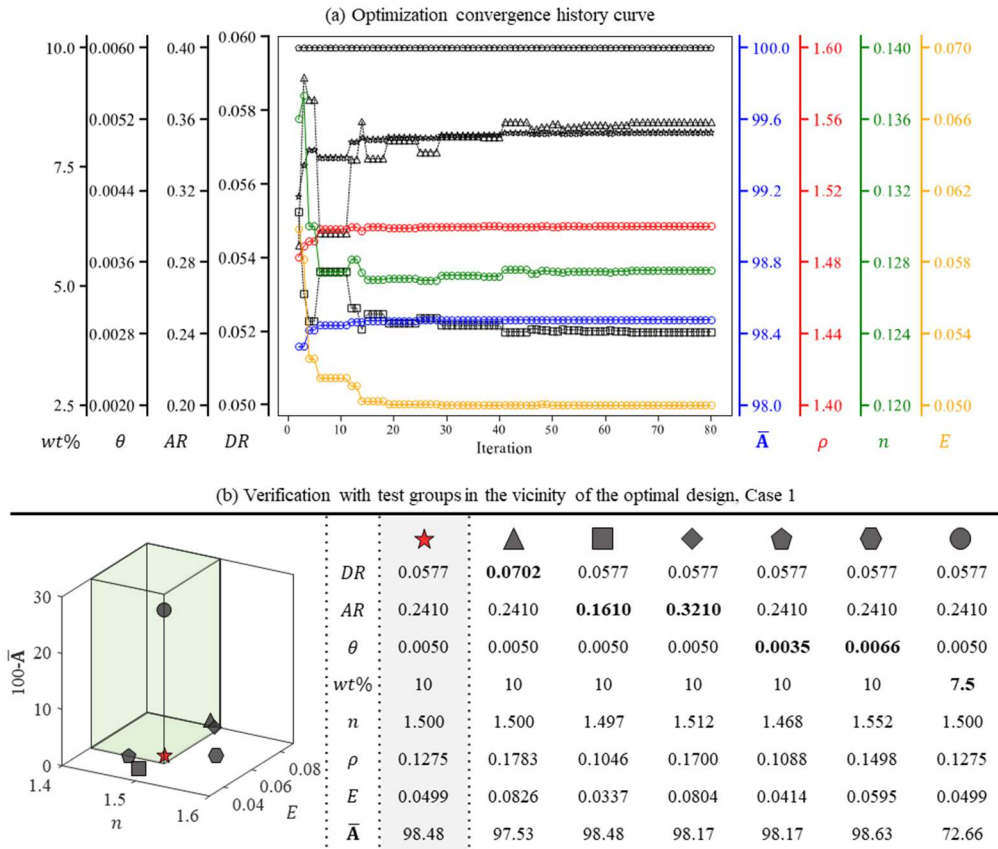 (a) Optimization convergence history curve
10.0 0.0060 0.40 0.060 100.0 1.60 0.140 0.070
0.0052 0.36 0.058 99.6 1.56 0.136 0.066
7.5 0.056
0.0044 0.32 99.2 1.52 0.132 0.062
5.0 0.0036 0.28 0.054 98.8 1.48 0.128 0.058
0.0028 0.24 0.052 98.4 1.44 0.124 0.054
2.5 0.0020 0.20 0.050 98.0 1.40 0.120 0.050
0 10 20 30 40 50 60 70 80
wt% θ AR DR Iteration A̅ ρ n E
(b) Verification with test groups in the vicinity of the optimal design, Case 1
DR 0.0577 0.0702 0.0577 0.0577 0.0577 0.0577 0.0577
AR 0.2410 0.2410 0.1610 0.3210 0.2410 0.2410 0.2410
θ 0.0050 0.0050 0.0050 0.0050 0.0035 0.0066 0.0050
wt% 10 10 10 10 10 10 7.5
n 1.500 1.500 1.497 1.512 1.468 1.552 1.500
ρ 0.1275 0.1783 0.1046 0.1700 0.1088 0.1498 0.1275
E 0.0499 0.0826 0.0337 0.0804 0.0414 0.0595 0.0499
A̅ 98.48 97.53 98.48 98.17 98.17 98.63 72.66
100-A̅
30
20
10
0
1.4
1.5
1.6
n
0.04
0.06
0.08
E